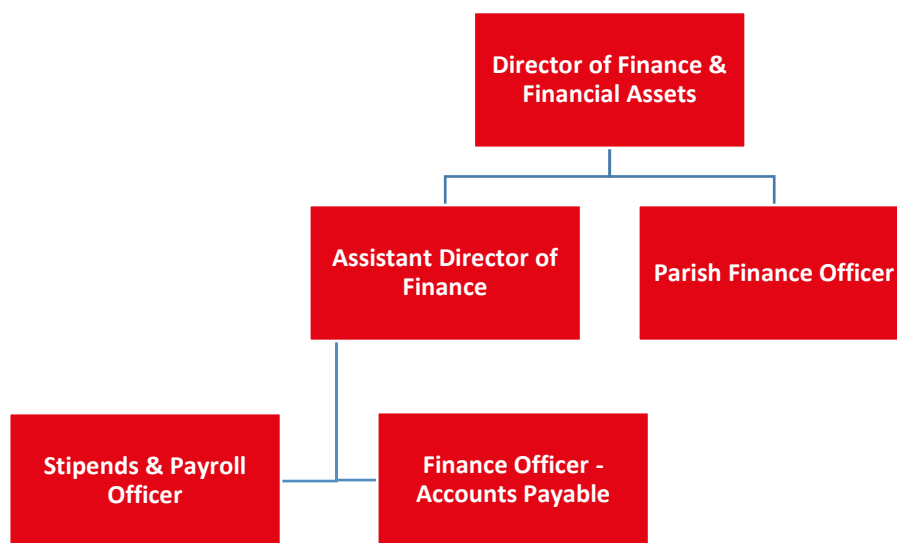 Director of Finance &
Financial Assets
Assistant Director of
Finance
Parish Finance Officer
Stipends & Payroll
Officer
Finance Officer -
Accounts Payable